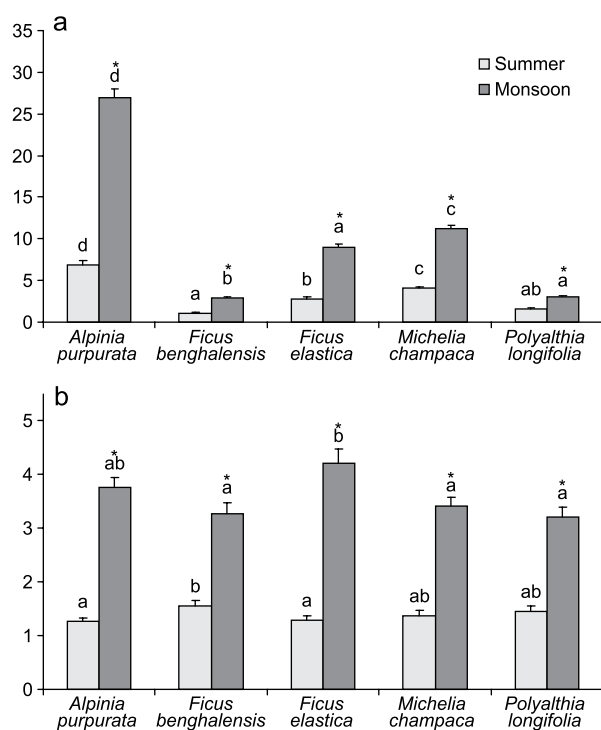 a
35
30
25
20
15
10
5
0
Summer
Monsoon
* * * * *
d d a b b a c c ab a
Alpinia purpurata
Ficus benghalensis
Ficus elastica
Michelia champaca
Polyalthia longifolia
b
5
4
3
2
1
0
* * * * *
a ab b a a b ab a ab a
Alpinia purpurata
Ficus benghalensis
Ficus elastica
Michelia champaca
Polyalthia longifolia